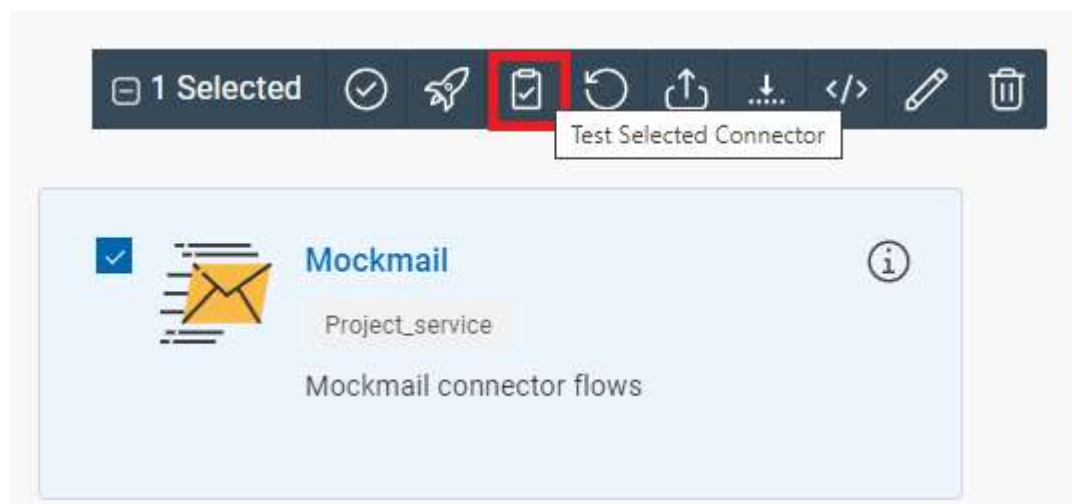 1 Selected
</>
Test Selected Connector
Mockmail
Project_service
Mockmail connector flows